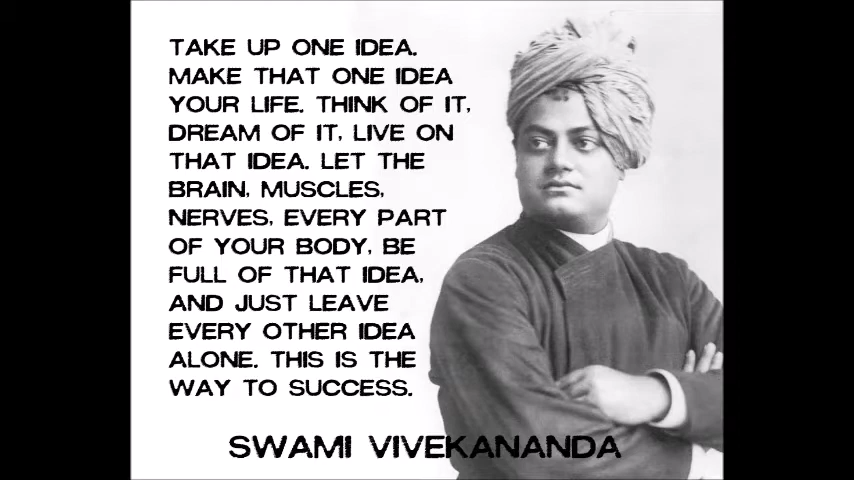 TAKE UP ONE IDEA.
MAKE THAT ONE IDEA
YOUR LIFE. THINK OF IT,
DREAM OF IT, LIVE ON
THAT IDEA. LET THE
BRAIN, MUSCLES,
NERVES, EVERY PART
OF YOUR BODY, BE
FULL OF THAT IDEA,
AND JUST LEAVE
EVERY OTHER IDEA
ALONE. THIS IS THE
WAY TO SUCCESS.
SWAMI VIVEKANANDA